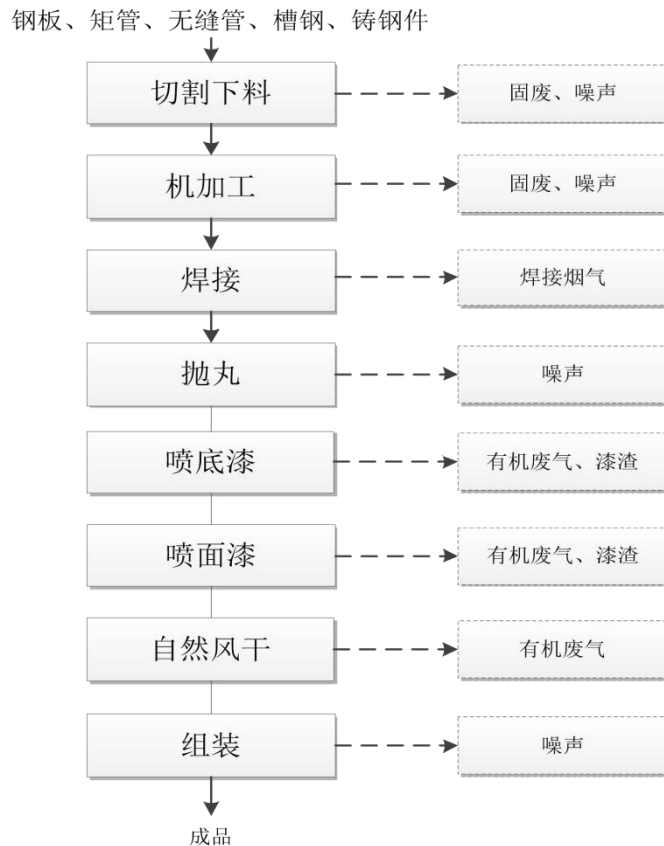 钢板、矩管、无缝管、槽钢、铸钢件
切割下料
固废、噪声
机加工
固废、噪声
焊接
焊接烟气
抛丸
噪声
喷底漆
有机废气、漆渣
喷面漆
有机废气、漆渣
自然风干
有机废气
组装
噪声
成品